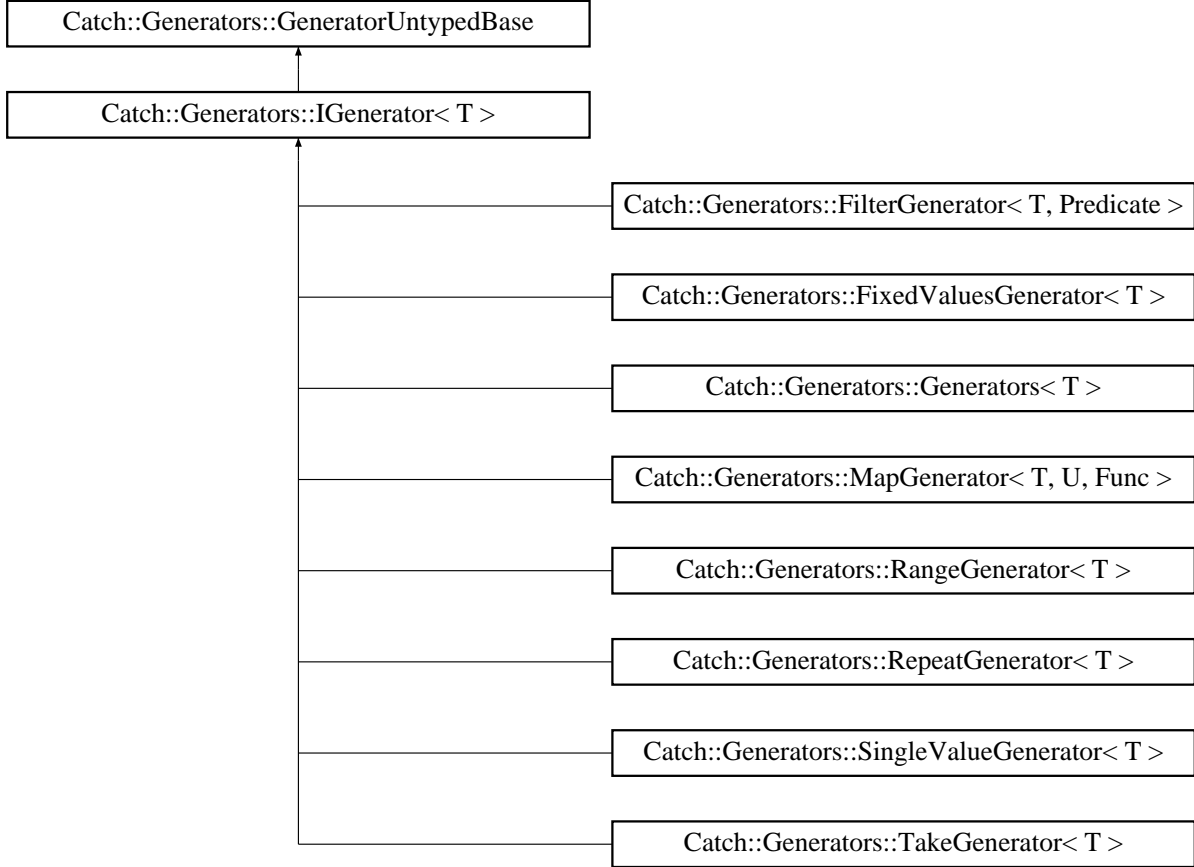 Catch::Generators::GeneratorUntypedBase
Catch::Generators::IGenerator< T >
Catch::Generators::FilterGenerator< T, Predicate >
Catch::Generators::FixedValuesGenerator< T >
Catch::Generators::Generators< T >
Catch::Generators::MapGenerator< T, U, Func >
Catch::Generators::RangeGenerator< T >
Catch::Generators::RepeatGenerator< T >
Catch::Generators::SingleValueGenerator< T >
Catch::Generators::TakeGenerator< T >